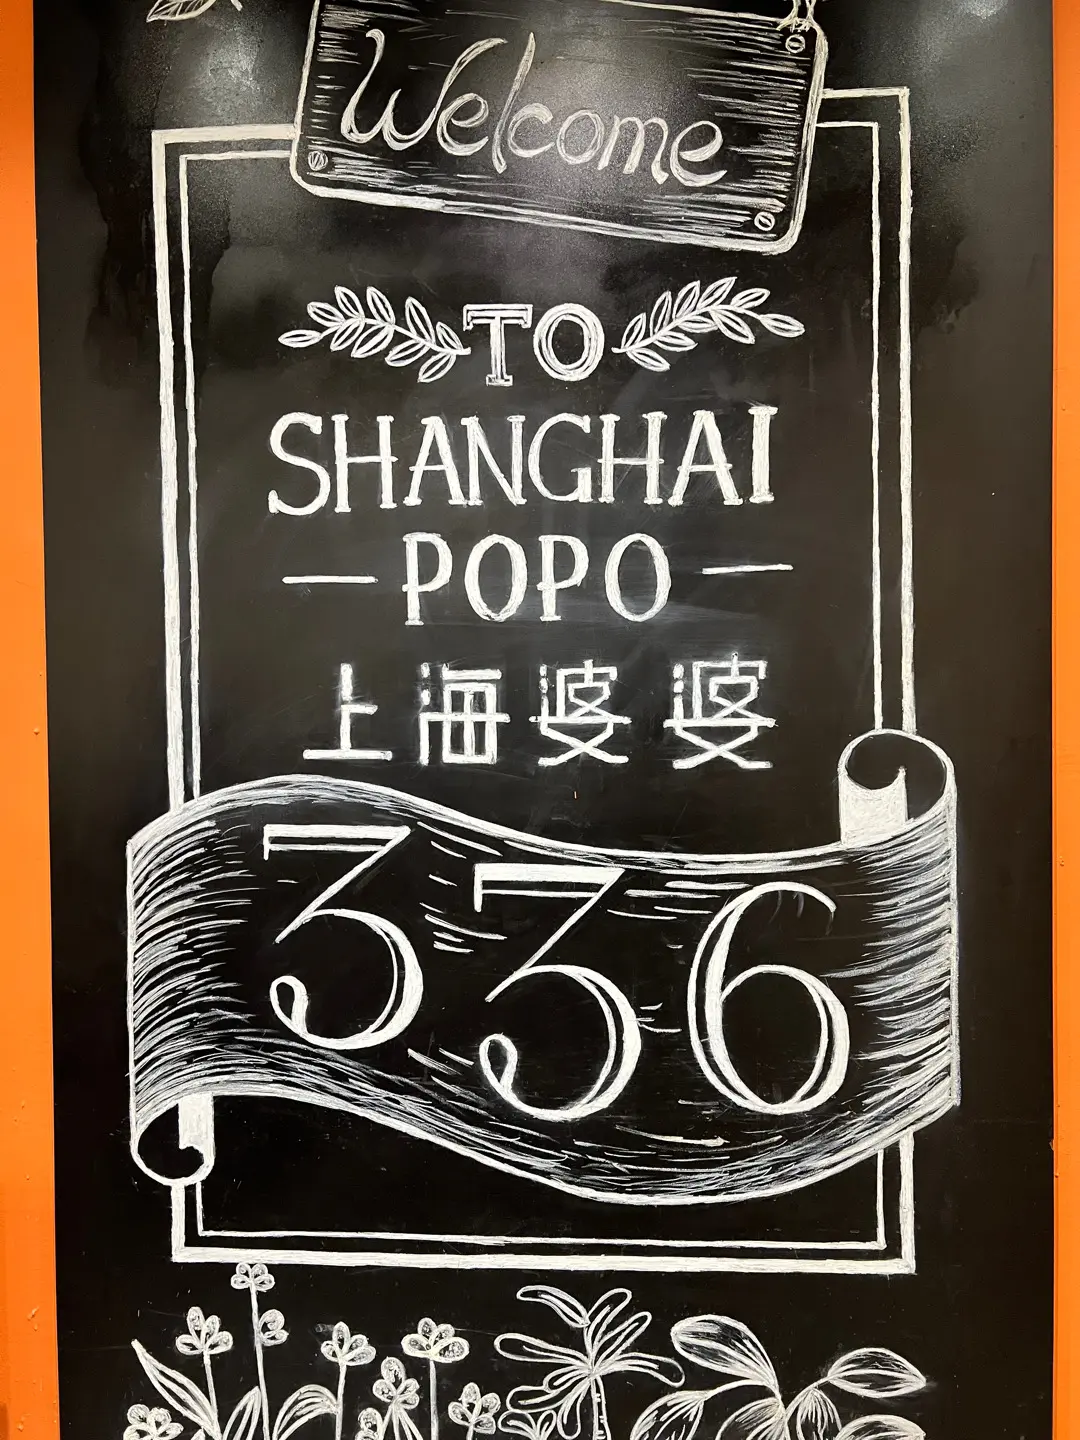 Welcome
TO
SHANGHAI
POPO
上海婆婆
336